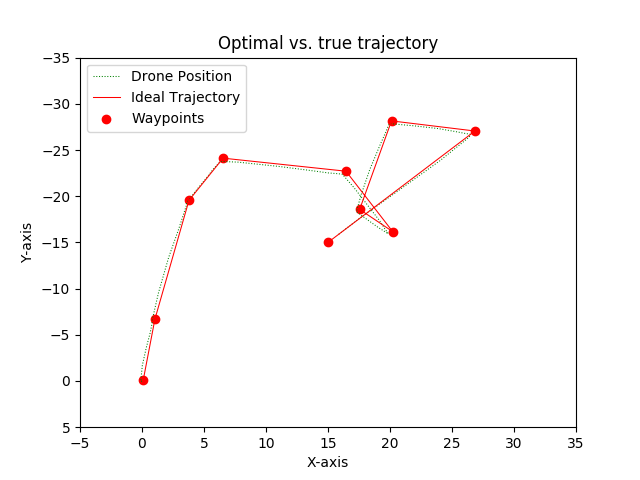 Optimal vs. true trajectory
Drone Position
Ideal Trajectory
Waypoints
−35
−30
−25
−20
−15
−10
−5
0
5
Y-axis
−5 0 5 10 15 20 25 30 35
X-axis